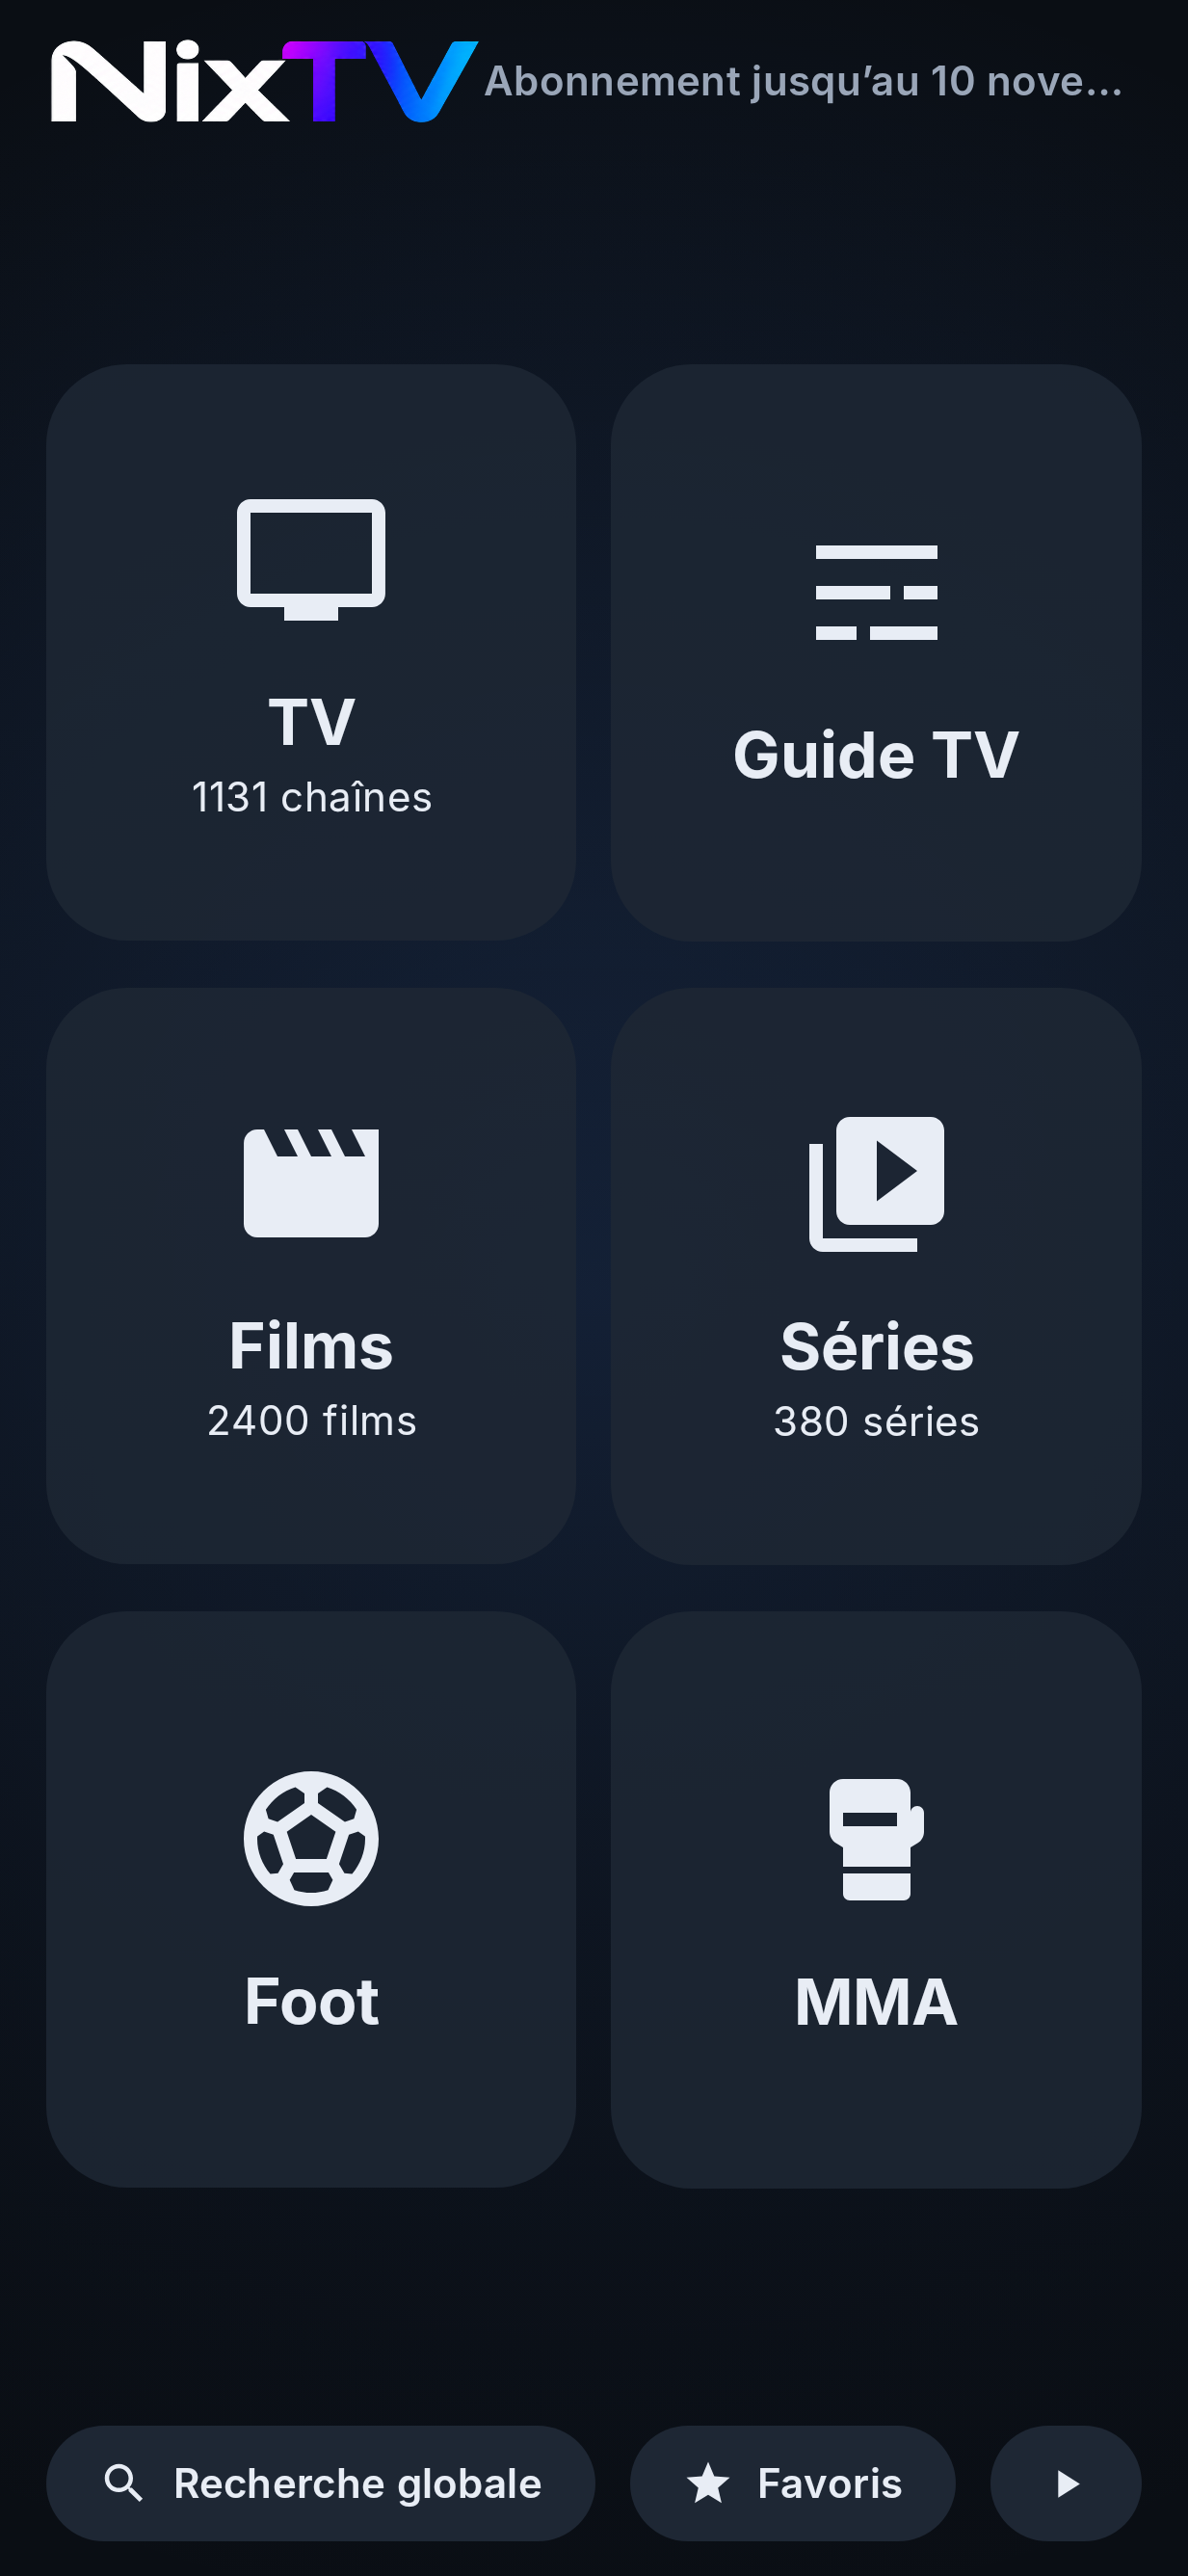 NixTV Abonnement jusqu’au 10 nove...
TV
1131 chaînes
Guide TV
Films
2400 films
Séries
380 séries
Foot
MMA
Recherche globale
Favoris